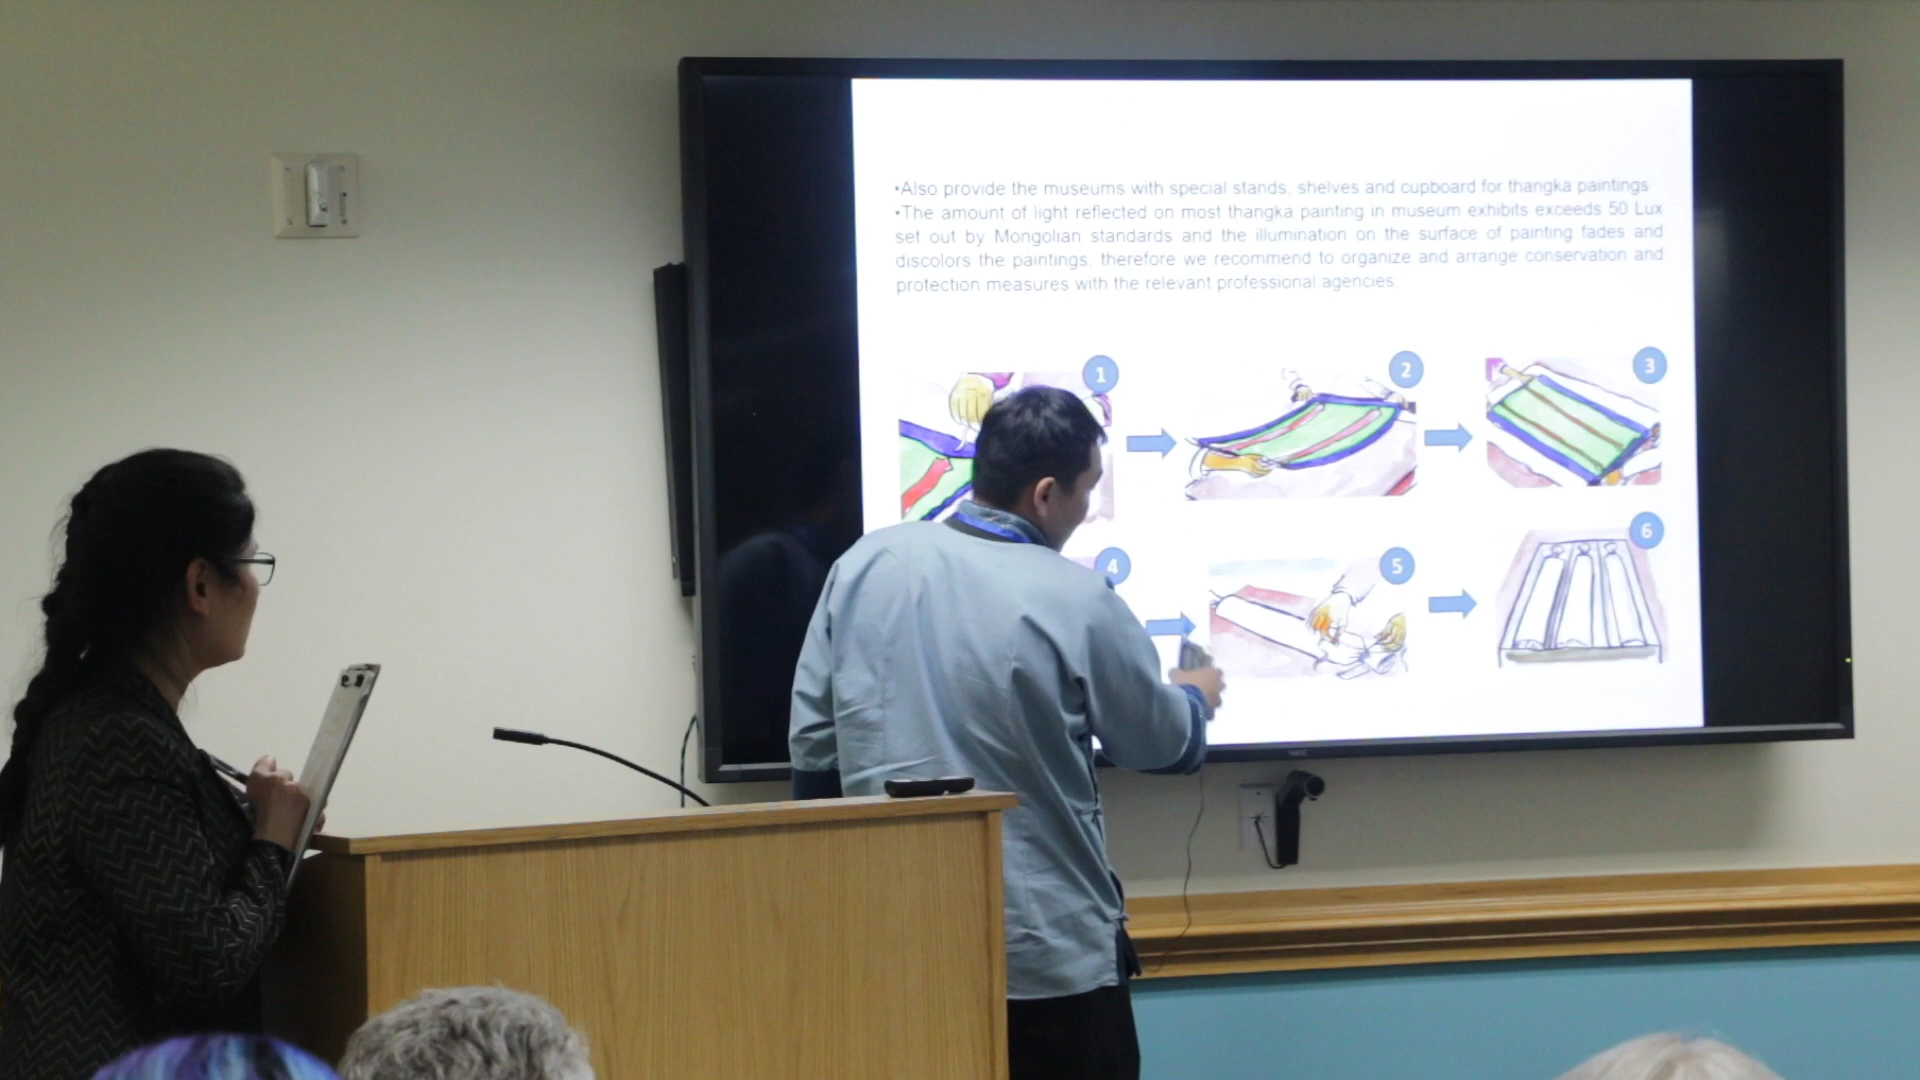 •Also provide the museums with special stands, shelves and cupboard for thangka paintings
•The amount of light reflected on most thangka painting in museum exhibits exceeds 50 Lux
set out by Mongolian standards and the illumination on the surface of painting fades and
discolors the paintings, therefore we recommend to organize and arrange conservation and
protection measures with the relevant professional agencies;
1
2
3
4
5
6
NEC